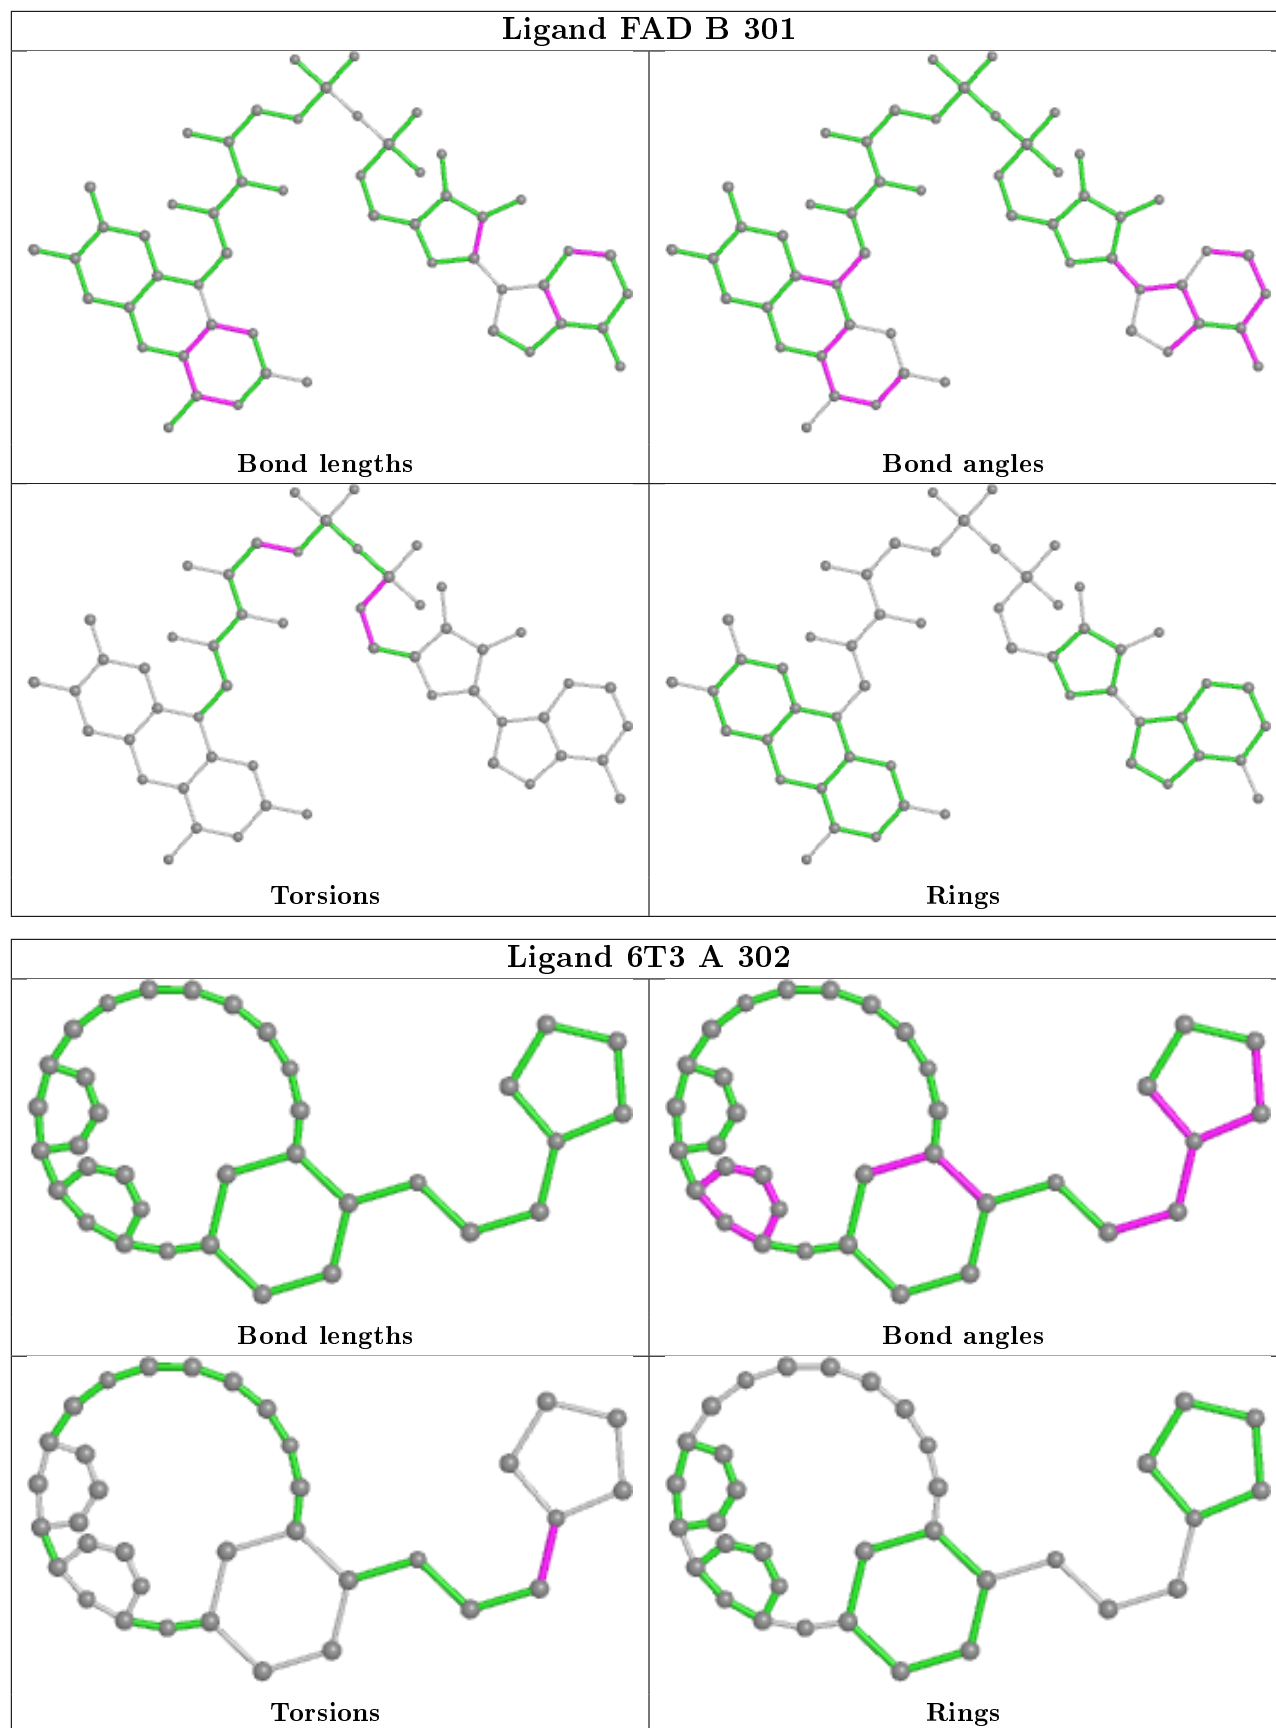 Ligand FAD B 301
Bond lengths
Bond angles
Torsions
Rings
Ligand 6T3 A 302
Bond lengths
Bond angles
Torsions
Rings